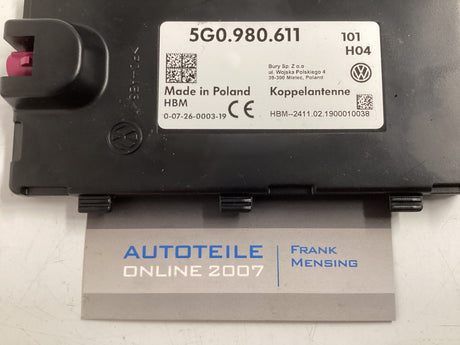 5G0.980.611 101
H04
Bury Sp. Z o.o
ul. Wojska Polskiego 4
39-300 Mielec, Poland
Made in Poland Koppelantenne
HBM
0-07-26-0003-19 CE HBM--2411.02.1900010038
AUTOTEILE
ONLINE 2007
FRANK
MENSING